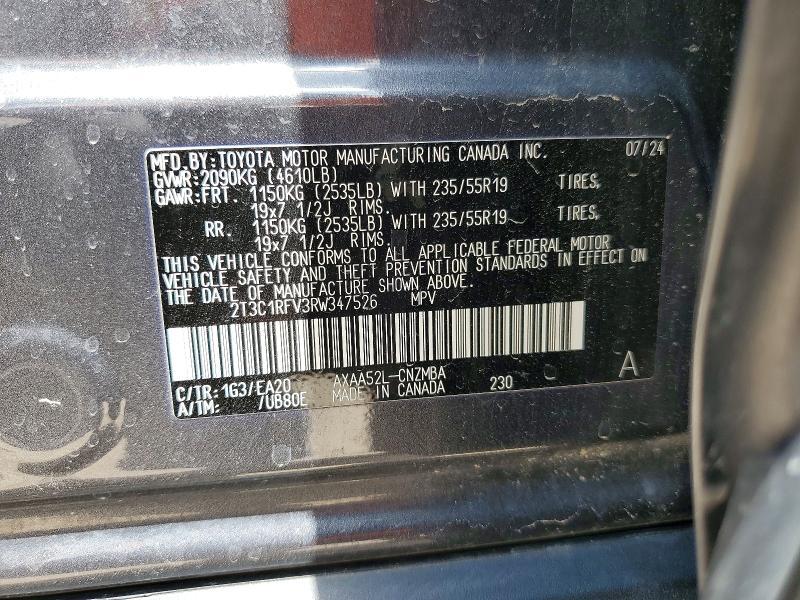 MFD. BY: TOYOTA MOTOR MANUFACTURING CANADA INC. 07/24
GVWR: 2090KG (4610LB)
GAWR: FRT. 1150KG (2535LB) WITH 235/55R19 TIRES,
19x7 1/2J RIMS.
RR. 1150KG (2535LB) WITH 235/55R19 TIRES,
19x7 1/2J RIMS.
THIS VEHICLE CONFORMS TO ALL APPLICABLE FEDERAL MOTOR
VEHICLE SAFETY AND THEFT PREVENTION STANDARDS IN EFFECT ON
THE DATE OF MANUFACTURE SHOWN ABOVE.
2T3C1RFV3RW347526 MPV
C/TR: 1G3/EA20 AXAA52L-CNZMBA 230 A
A/TM: /UB80E MADE IN CANADA